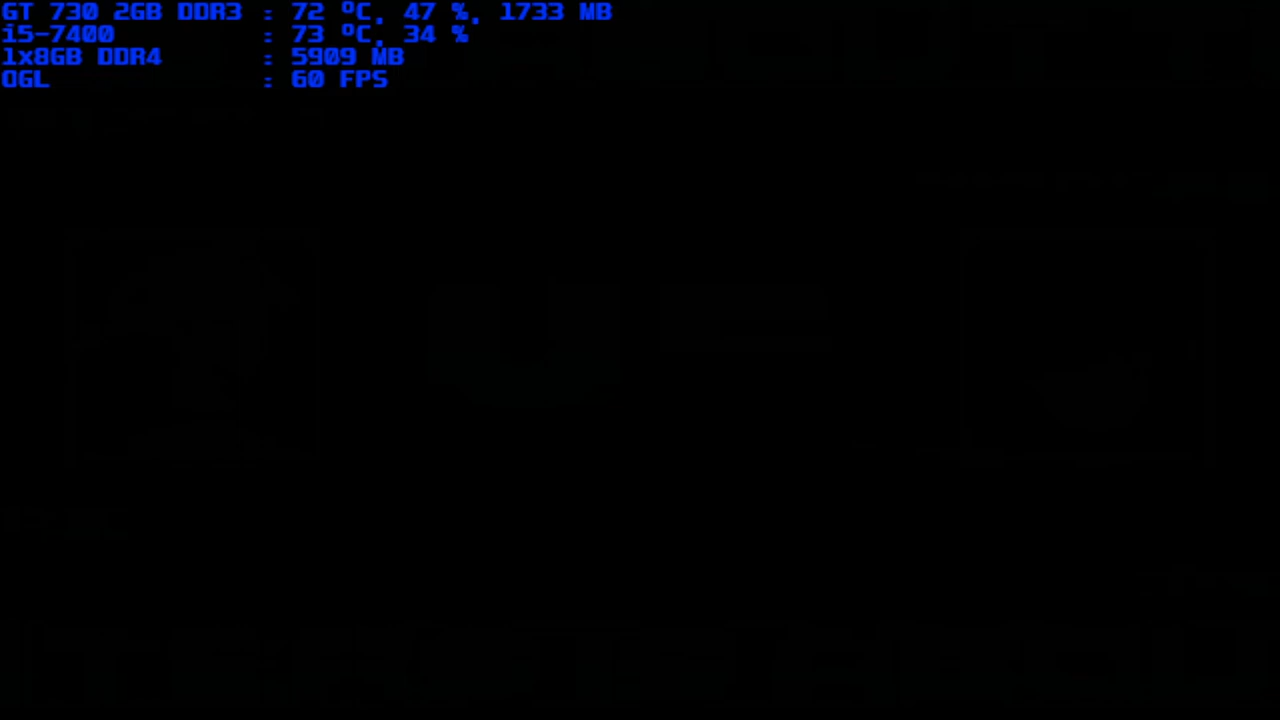 GT 730 2GB DDR3 : 72 ºC, 47 %, 1733 MB
i5-7400 : 73 ºC, 34 %
1x8GB DDR4 : 5909 MB
OGL : 60 FPS